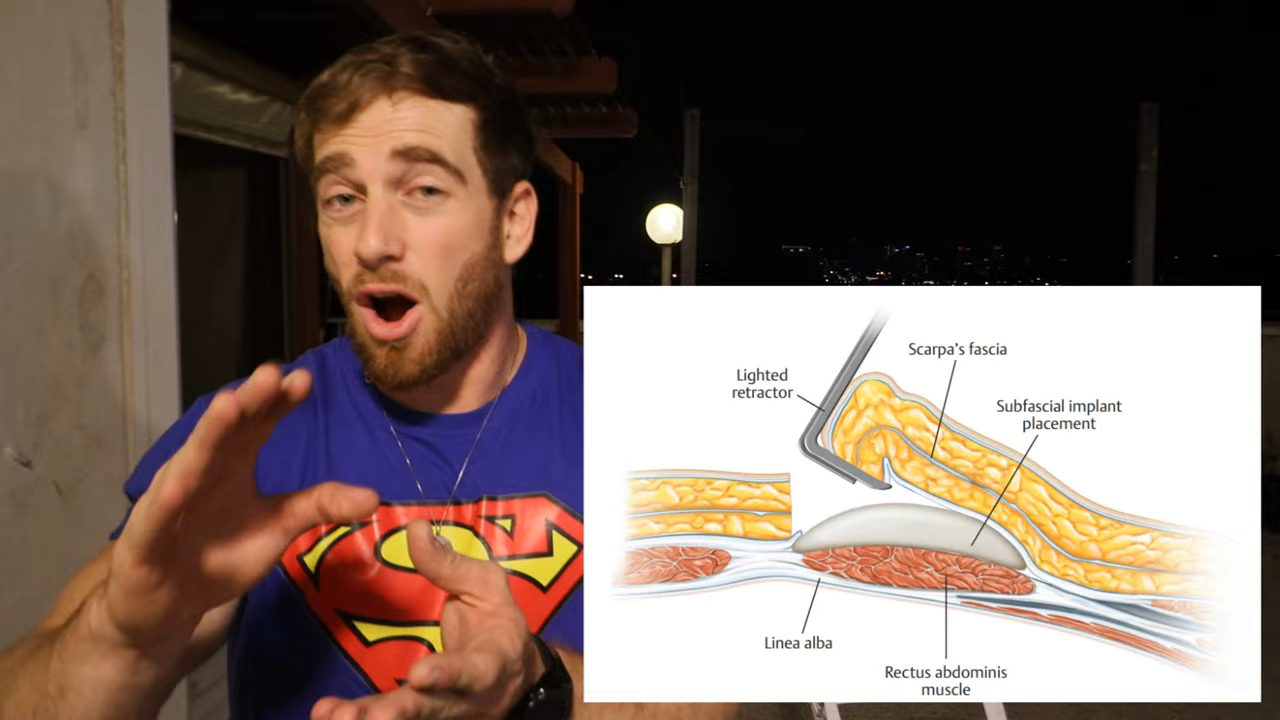 Scarpa's fascia
Lighted
retractor
Subfascial implant
placement
Linea alba
Rectus abdominis
muscle